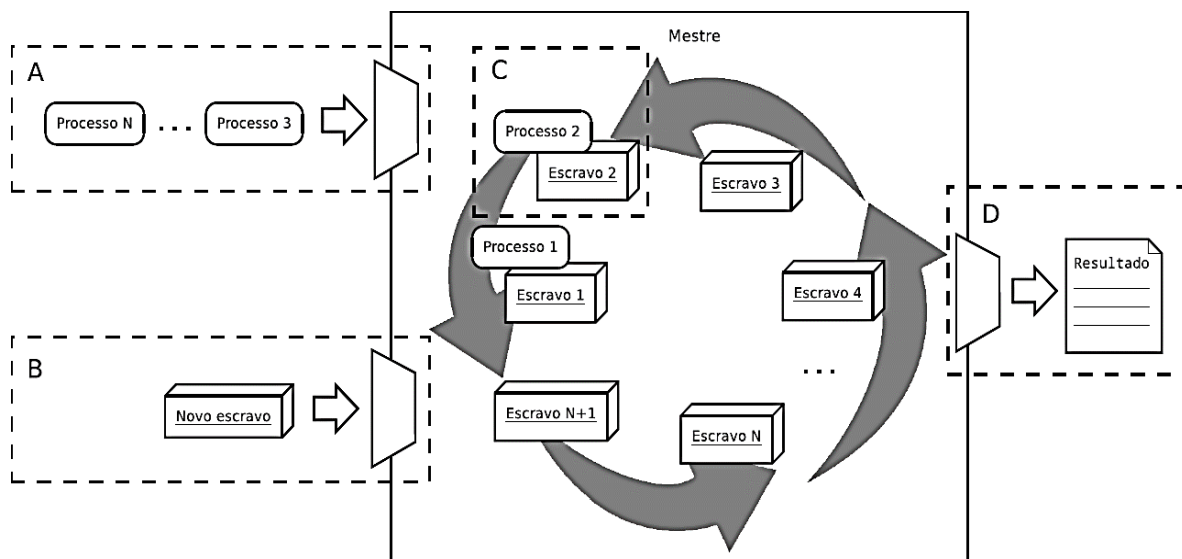 Mestre
A
Processo N
...
Processo 3
C
Processo 2
Escravo 2
Escravo 3
D
Processo 1
Escravo 1
Escravo 4
Resultado
B
Novo escravo
Escravo N+1
...
Escravo N